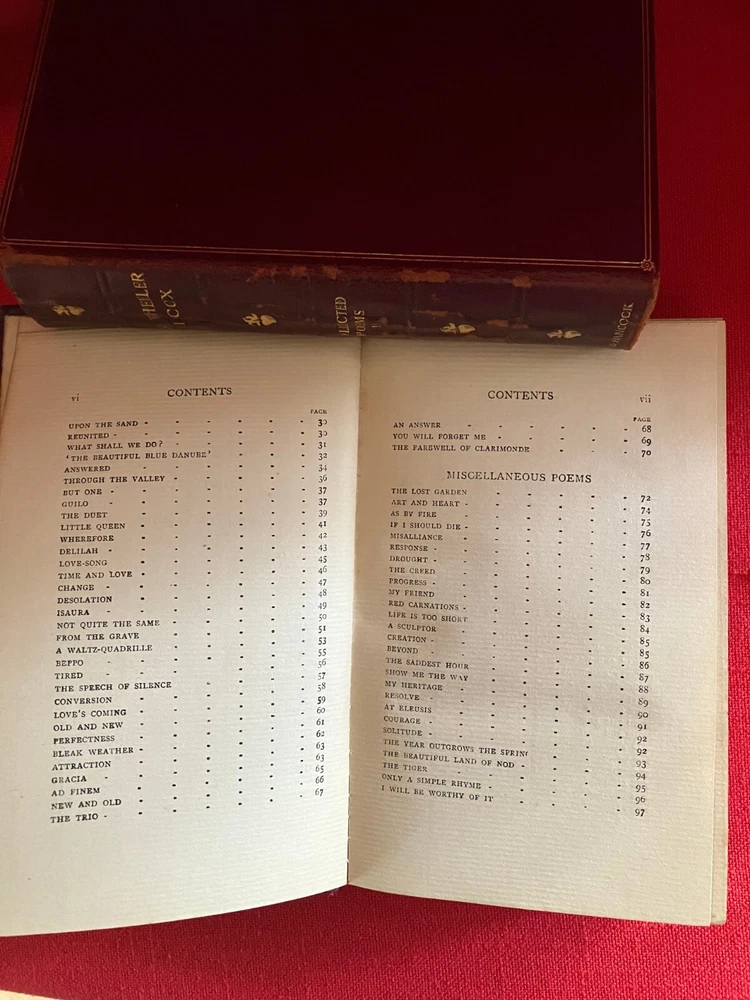 HANCOCK
vi CONTENTS
PAGE
UPON THE SAND - - - - - 30
REUNITED - - - - - - 30
WHAT SHALL WE DO? - - - - - 31
'THE BEAUTIFUL BLUE DANUBE' - - - - 32
ANSWERED - - - - - - 34
THROUGH THE VALLEY - - - - - 36
BUT ONE - - - - - - 37
GUILO - - - - - - 37
THE DUET - - - - - - 39
LITTLE QUEEN - - - - - - 41
WHEREFORE - - - - - - 42
DELILAH - - - - - - 43
LOVE-SONG - - - - - - 45
TIME AND LOVE - - - - - - 46
CHANGE - - - - - - 47
DESOLATION - - - - - - 48
ISAURA - - - - - - 49
NOT QUITE THE SAME - - - - - 50
FROM THE GRAVE - - - - - 51
A WALTZ-QUADRILLE - - - - - 53
BEPPO - - - - - - 55
TIRED - - - - - - 56
THE SPEECH OF SILENCE - - - - - 57
CONVERSION - - - - - - 58
LOVE'S COMING - - - - - - 59
OLD AND NEW - - - - - - 60
PERFECTNESS - - - - - - 61
BLEAK WEATHER - - - - - - 62
ATTRACTION - - - - - - 63
GRACIA - - - - - - 63
AD FINEM - - - - - - 65
NEW AND OLD - - - - - - 66
THE TRIO - - - - - - 67
CONTENTS vii
PAGE
AN ANSWER - - - - - 68
YOU WILL FORGET ME - - - - - 69
THE FAREWELL OF CLARIMONDE - - - - 70
MISCELLANEOUS POEMS
THE LOST GARDEN - - - - - 72
ART AND HEART - - - - - - 74
AS BY FIRE - - - - - - 75
IF I SHOULD DIE - - - - - - 76
MISALLIANCE - - - - - - 77
RESPONSE - - - - - - 78
DROUGHT - - - - - - 79
THE CREED - - - - - - 80
PROGRESS - - - - - - 81
MY FRIEND - - - - - - 82
RED CARNATIONS - - - - - - 83
LIFE IS TOO SHORT - - - - - 84
A SCULPTOR - - - - - - 85
CREATION - - - - - - 85
BEYOND - - - - - - 86
THE SADDEST HOUR - - - - - 87
SHOW ME THE WAY - - - - - 88
MY HERITAGE - - - - - - 89
RESOLVE - - - - - - 90
AT ELEUSIS - - - - - - 91
COURAGE - - - - - - 92
SOLITUDE - - - - - - 92
THE YEAR OUTGROWS THE SPRING - - - - 93
THE BEAUTIFUL LAND OF NOD - - - - 94
THE TIGER - - - - - - 95
ONLY A SIMPLE RHYME - - - - - 96
I WILL BE WORTHY OF IT - - - - 97